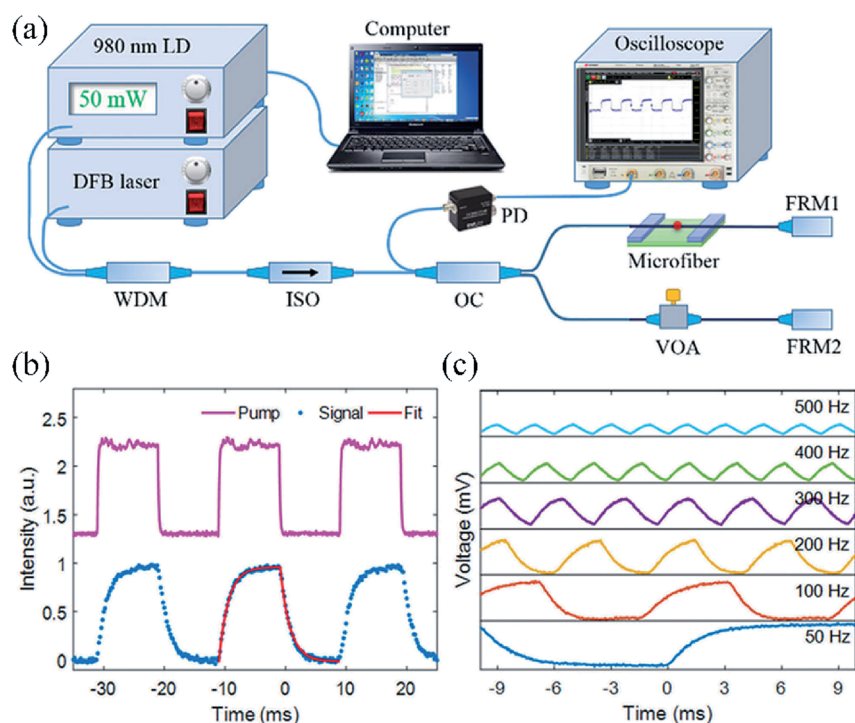 (a)
980 nm LD
50 mW
DFB laser
Computer
Oscilloscope
PD
FRM1
Microfiber
WDM
ISO
OC
VOA
FRM2
(b)
Pump Signal Fit
2.5
2
1.5
1
0.5
0
Intensity (a.u.)
-35 -20 -10 0 10 20
Time (ms)
(c)
500 Hz
400 Hz
300 Hz
200 Hz
100 Hz
50 Hz
Voltage (mV)
-9 -6 -3 0 3 6 9
Time (ms)